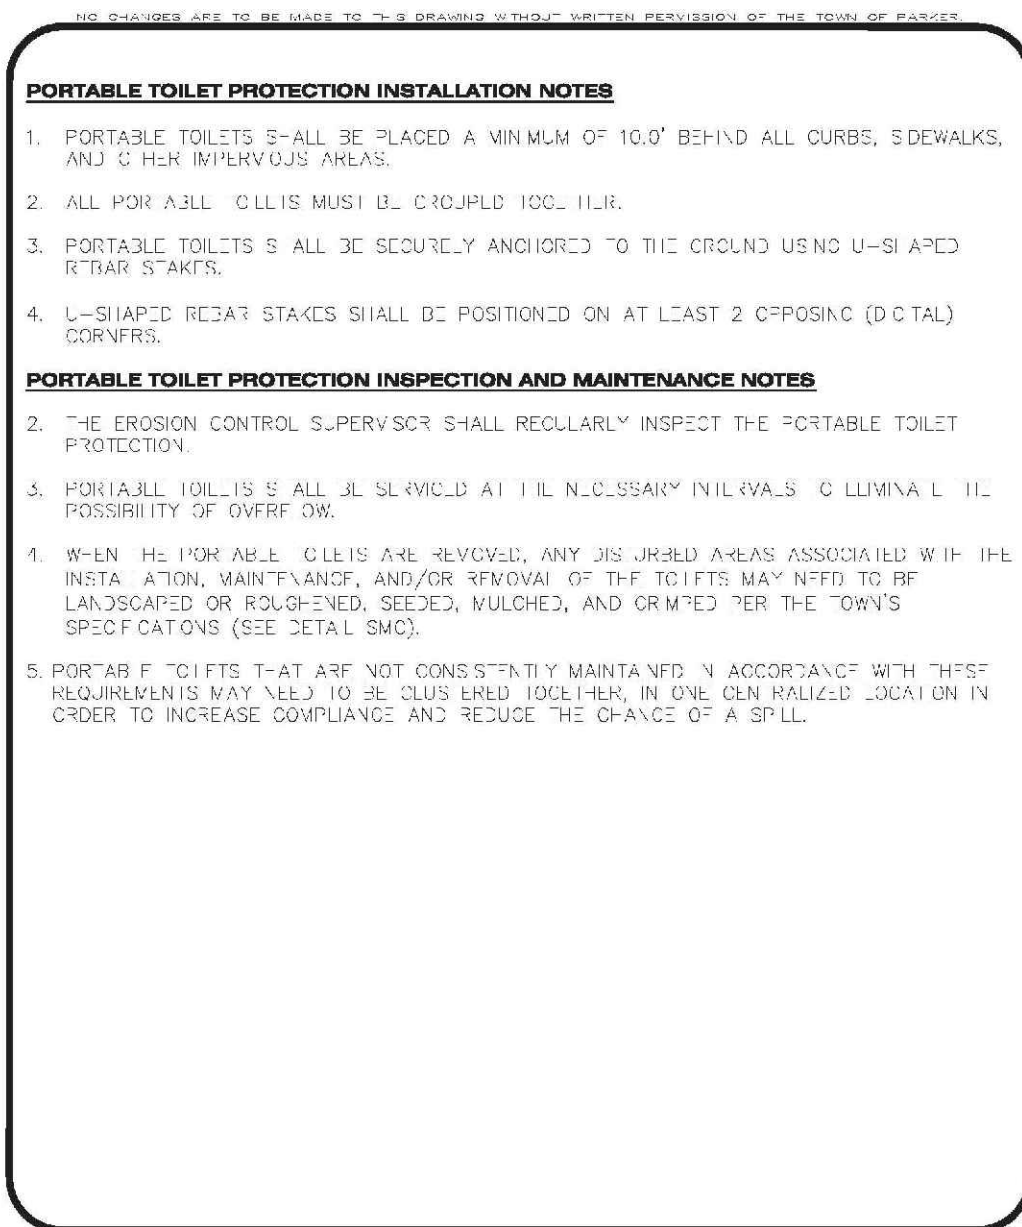 NO CHANGES ARE TO BE MADE TO THIS DRAWING WITHOUT WRITTEN PERMISSION OF THE TOWN OF PARKER.
PORTABLE TOILET PROTECTION INSTALLATION NOTES
1. PORTABLE TOILETS SHALL BE PLACED A MINIMUM OF 10.0' BEHIND ALL CURBS, SIDEWALKS,
AND OTHER IMPERVIOUS AREAS.
2. ALL PORTABLE TOILETS MUST BE GROUPED TOGETHER.
3. PORTABLE TOILETS SHALL BE SECURELY ANCHORED TO THE GROUND USING U-SHAPED
REBAR STAKES.
4. U-SHAPED REBAR STAKES SHALL BE POSITIONED ON AT LEAST 2 OPPOSING (DIGITAL)
CORNERS.
PORTABLE TOILET PROTECTION INSPECTION AND MAINTENANCE NOTES
2. THE EROSION CONTROL SUPERVISOR SHALL REGULARLY INSPECT THE PORTABLE TOILET
PROTECTION.
3. PORTABLE TOILETS SHALL BE SERVICED AT THE NECESSARY INTERVALS TO ELIMINATE THE
POSSIBILITY OF OVERFLOW.
4. WHEN THE PORTABLE TOILETS ARE REMOVED, ANY DISTURBED AREAS ASSOCIATED WITH THE
INSTALLATION, MAINTENANCE, AND/OR REMOVAL OF THE TOILETS MAY NEED TO BE
LANDSCAPED OR ROUGHENED, SEEDED, MULCHED, AND CRIMPED PER THE TOWN'S
SPECIFICATIONS (SEE DETAIL SMC).
5. PORTABLE TOILETS THAT ARE NOT CONSISTENTLY MAINTAINED IN ACCORDANCE WITH THESE
REQUIREMENTS MAY NEED TO BE CLUSTERED TOGETHER, IN ONE CENTRALIZED LOCATION IN
ORDER TO INCREASE COMPLIANCE AND REDUCE THE CHANCE OF A SPILL.